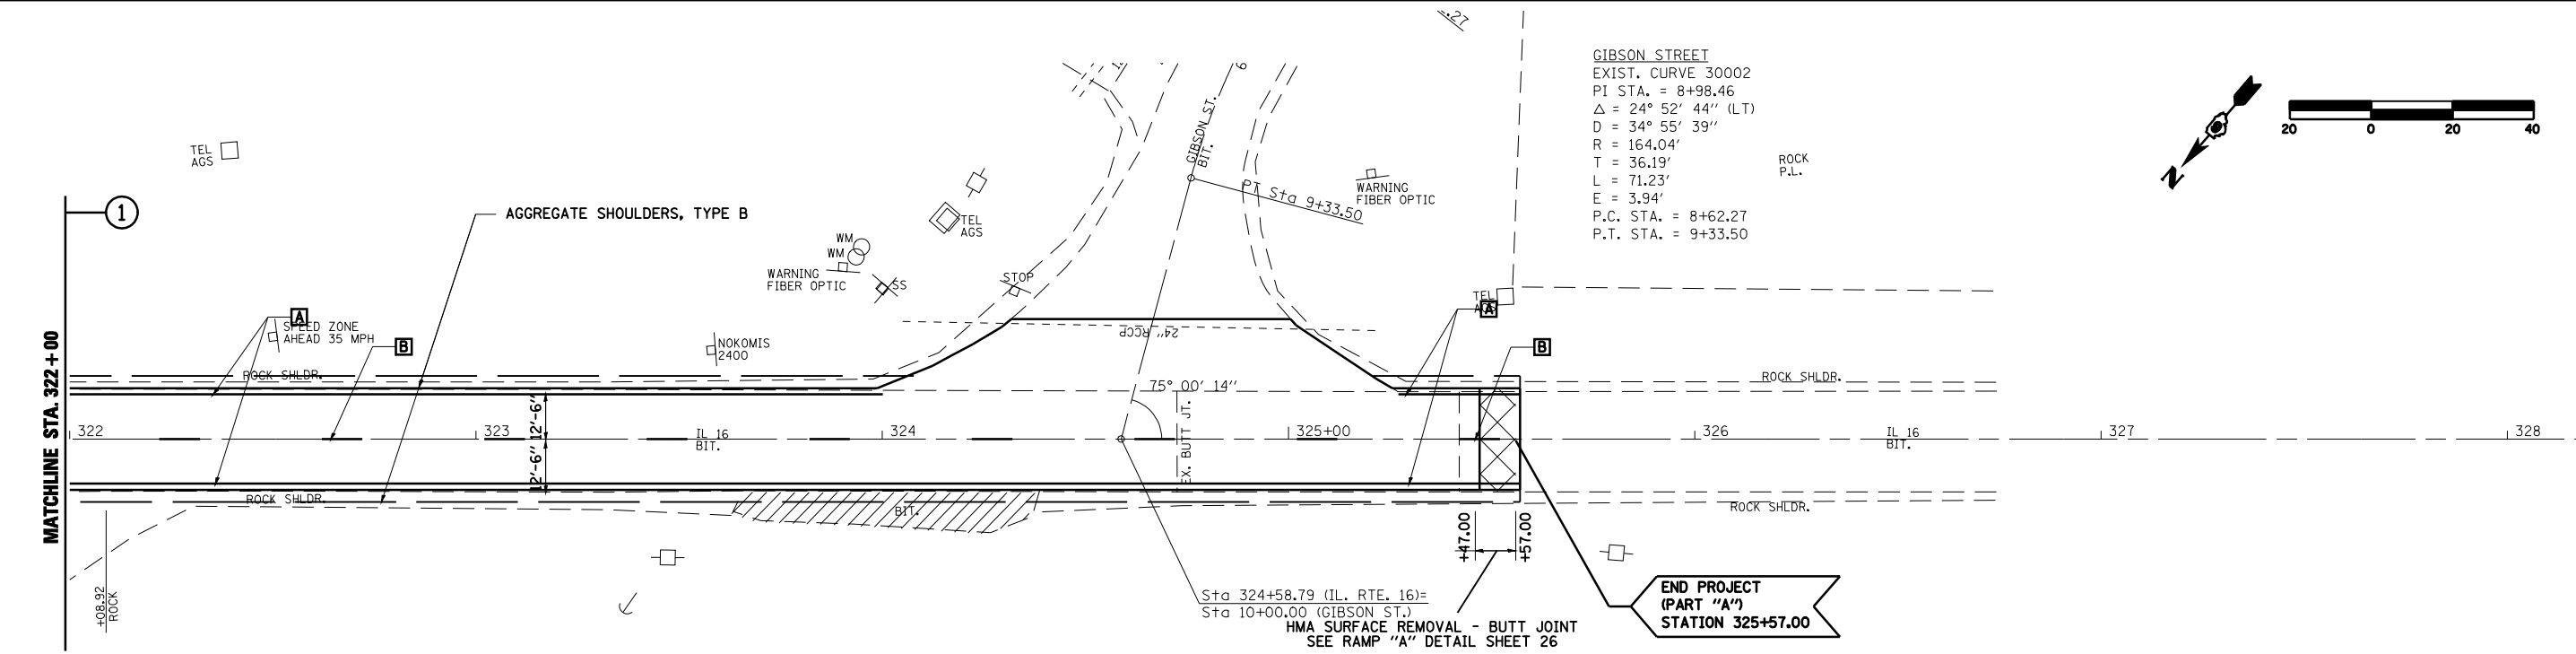 GIBSON STREET
EXIST. CURVE 30002
PI STA. = 8+98.46
Δ = 24° 52' 44" (LT)
D = 34° 55' 39"
R = 164.04'
T = 36.19'
L = 71.23'
E = 3.94'
P.C. STA. = 8+62.27
P.T. STA. = 9+33.50
ROCK
P.L.
N
20 0 20 40
TEL
AGS
1
AGGREGATE SHOULDERS, TYPE B
GIBSON ST.
BIT.
PT Sta 9+33.50
WARNING
FIBER OPTIC
TEL
AGS
WM
WM
WARNING
FIBER OPTIC
SS
STOP
24" RCCP
TEL
A
A
SPEED ZONE
AHEAD 35 MPH
B
NOKOMIS
2400
B
MATCHLINE STA. 322+00
ROCK SHLDR.
75° 00' 14"
ROCK SHLDR.
322
323
12'-6"
12'-6"
IL 16
BIT.
324
EX. BUTT JT.
325+00
326
IL 16
BIT.
327
328
ROCK SHLDR.
BIT.
ROCK SHLDR.
+08.92
ROCK
+47.00
+57.00
Sta 324+58.79 (IL. RTE. 16)=
Sta 10+00.00 (GIBSON ST.)
HMA SURFACE REMOVAL - BUTT JOINT
SEE RAMP "A" DETAIL SHEET 26
END PROJECT
(PART "A")
STATION 325+57.00